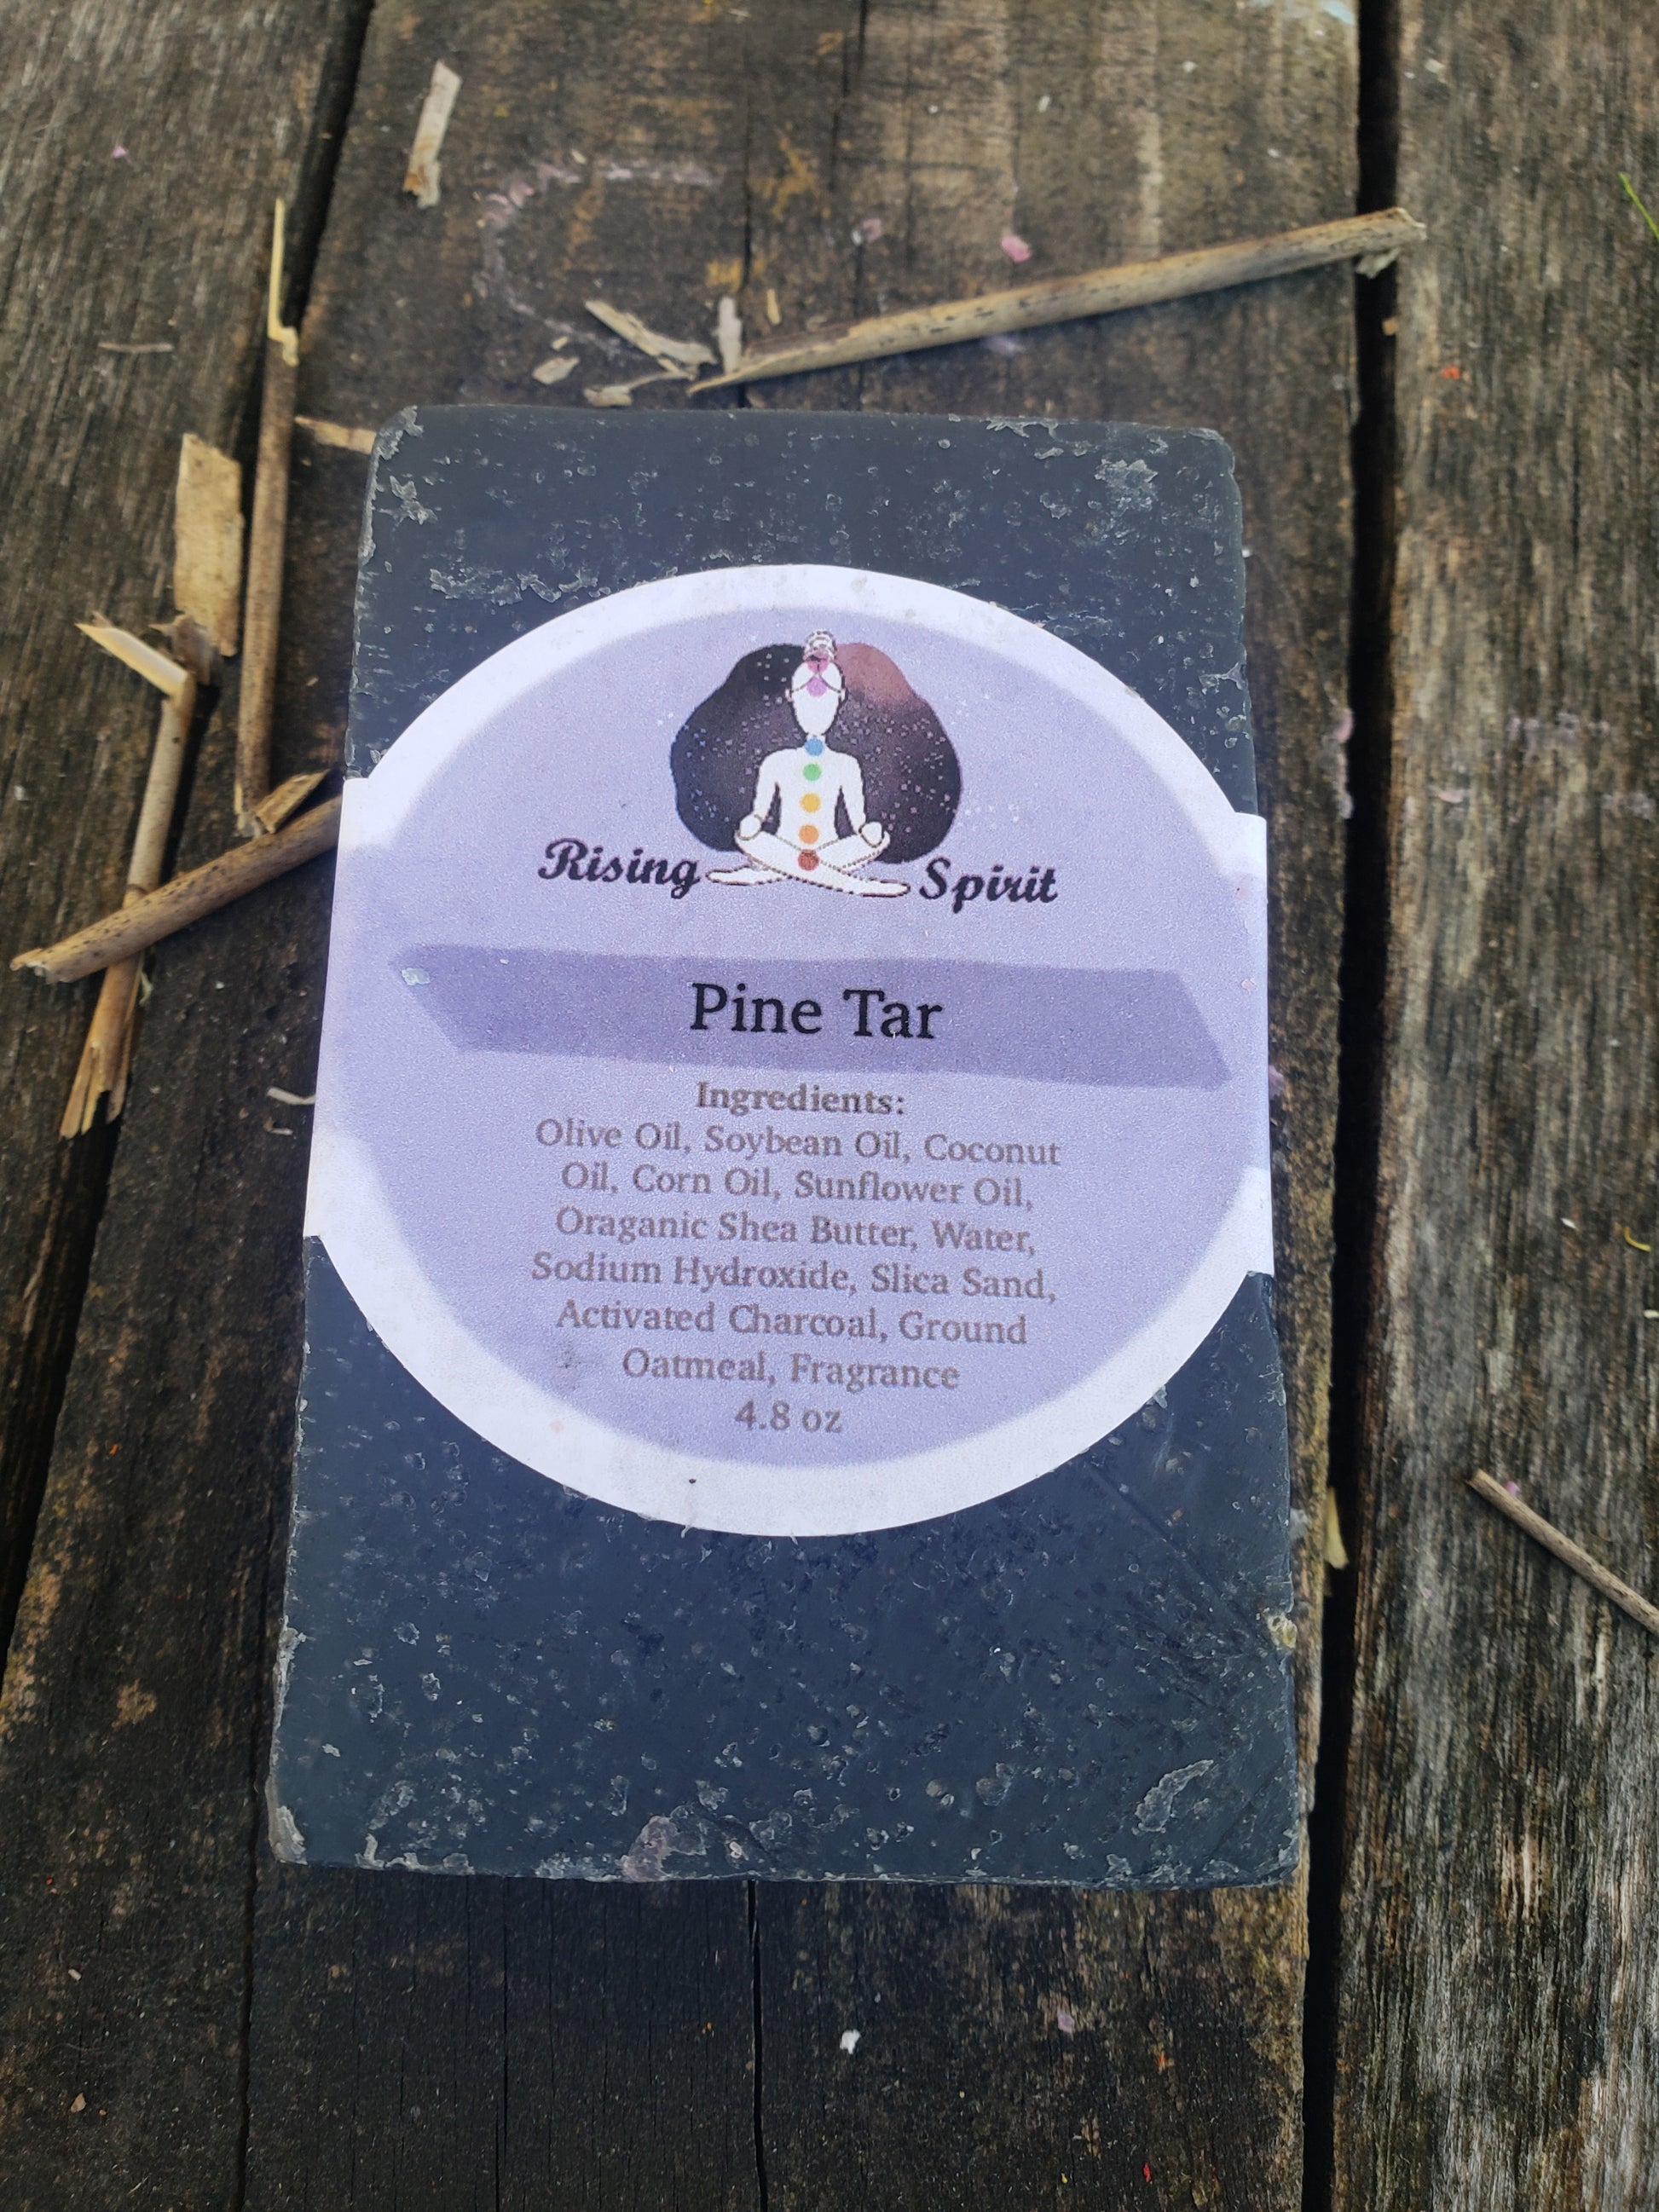 Rising Spirit
Pine Tar
Ingredients:
Olive Oil, Soybean Oil, Coconut
Oil, Corn Oil, Sunflower Oil,
Oraganic Shea Butter, Water,
Sodium Hydroxide, Slica Sand,
Activated Charcoal, Ground
Oatmeal, Fragrance
4.8 oz